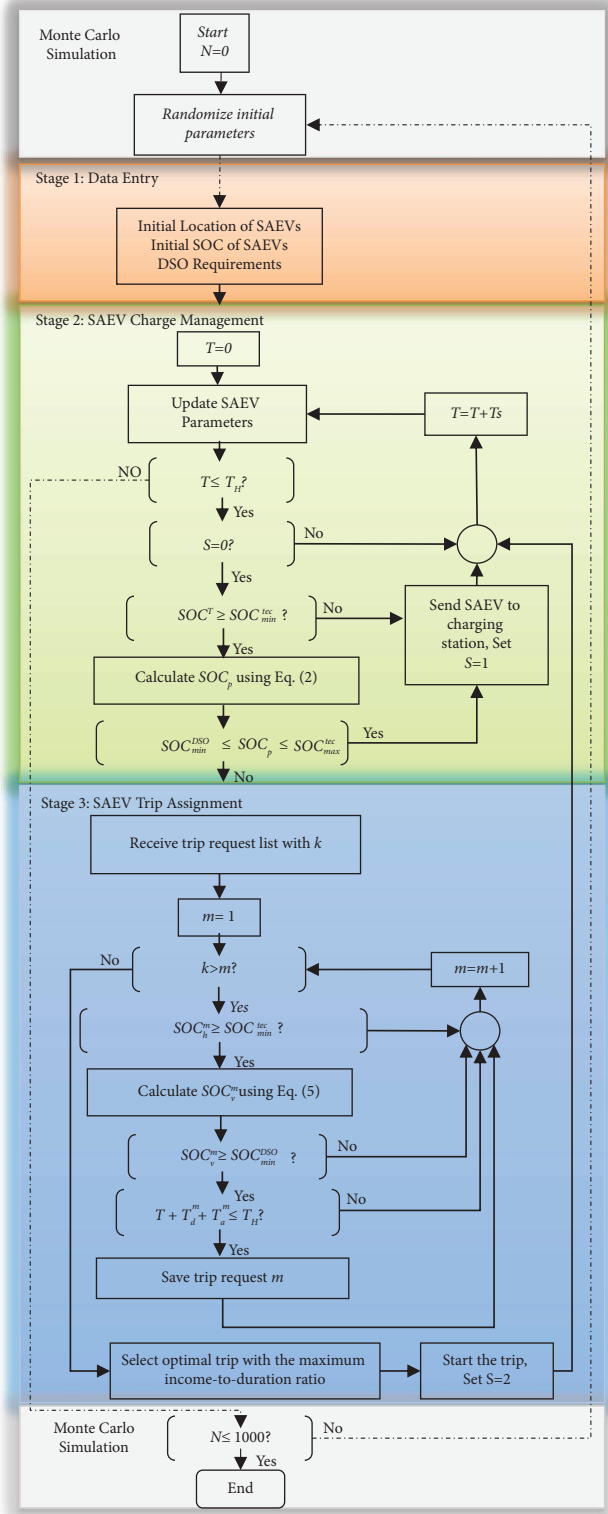 Monte Carlo
Simulation
Start
N=0
Randomize initial
parameters
Stage 1: Data Entry
Initial Location of SAEVs
Initial SOC of SAEVs
DSO Requirements
Stage 2: SAEV Charge Management
T=0
Update SAEV
Parameters
T=T+Ts
NO
T≤ T_H?
Yes
S=0?
No
Yes
SOC^T ≥ SOC_min^tec ?
No
Send SAEV to
charging
station, Set
S=1
Yes
Calculate SOC_p using Eq. (2)
SOC_min^DSO ≤ SOC_p ≤ SOC_max^tec
Yes
No
Stage 3: SAEV Trip Assignment
Receive trip request list with k
m= 1
No
k>m?
m=m+1
Yes
SOC_h^m ≥ SOC_min^tec ?
Yes
Calculate SOC_v^m using Eq. (5)
SOC_v^m ≥ SOC_min^DSO ?
No
Yes
T + T_d^m + T_a^m ≤ T_H?
No
Yes
Save trip request m
Select optimal trip with the maximum
income-to-duration ratio
Start the trip,
Set S=2
Monte Carlo
Simulation
N≤ 1000?
No
Yes
End